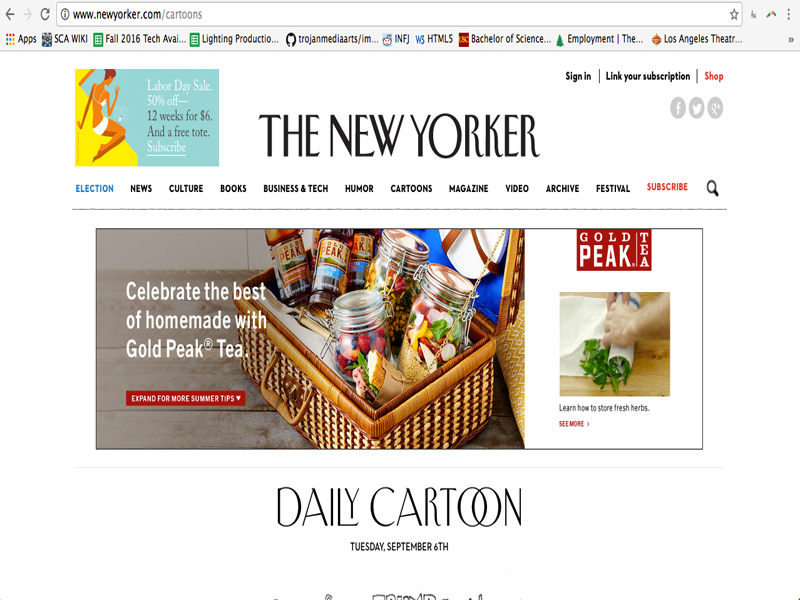 www.newyorker.com/cartoons
Apps SCA WIKI Fall 2016 Tech Avai... Lighting Productio... trojanmediaarts/im... INFJ W3 HTML5 USC Bachelor of Science... Employment | The... Los Angeles Theatr... »
Sign in Link your subscription Shop
Labor Day Sale.
50% off—
12 weeks for $6.
And a free tote.
Subscribe
THE NEW YORKER
ELECTION NEWS CULTURE BOOKS BUSINESS & TECH HUMOR CARTOONS MAGAZINE VIDEO ARCHIVE FESTIVAL SUBSCRIBE
Celebrate the best
of homemade with
Gold Peak® Tea.
EXPAND FOR MORE SUMMER TIPS ♥
GOLD PEAK® TEA
Learn how to store fresh herbs.
SEE MORE ›
DAILY CARTOON
TUESDAY, SEPTEMBER 6TH